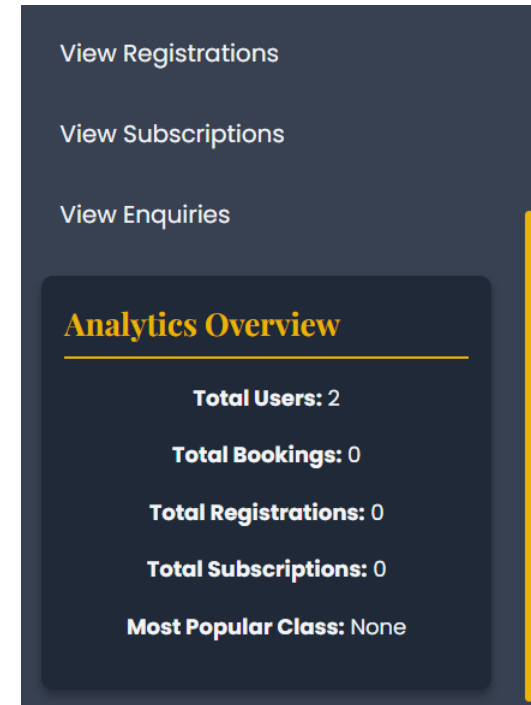 View Registrations
View Subscriptions
View Enquiries
Analytics Overview
Total Users: 2
Total Bookings: 0
Total Registrations: 0
Total Subscriptions: 0
Most Popular Class: None